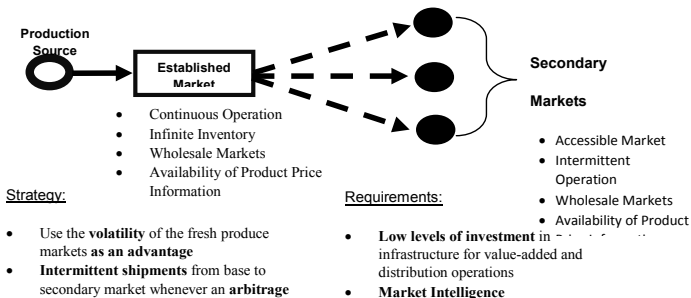 Production
Source
Established
Market
• Continuous Operation
• Infinite Inventory
• Wholesale Markets
• Availability of Product Price
Information
Secondary
Markets
• Accessible Market
• Intermittent
Operation
• Wholesale Markets
• Availability of Product
Strategy:
• Use the volatility of the fresh produce
markets as an advantage
• Intermittent shipments from base to
secondary market whenever an arbitrage
Requirements:
• Low levels of investment in
infrastructure for value-added and
distribution operations
• Market Intelligence